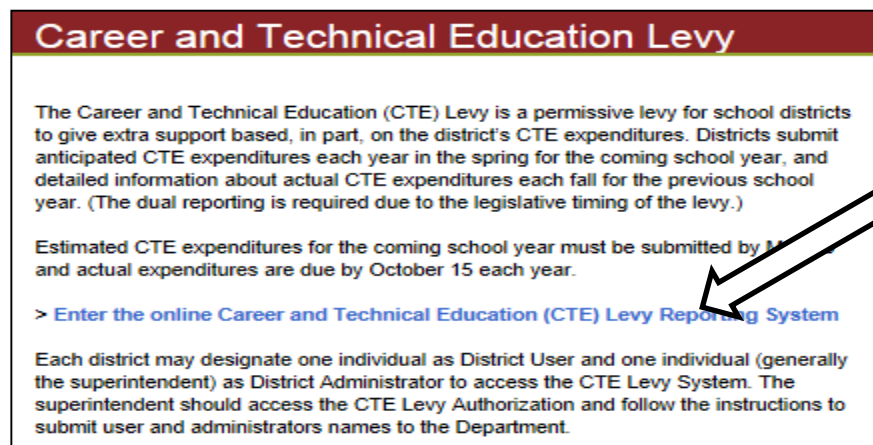 Career and Technical Education Levy
The Career and Technical Education (CTE) Levy is a permissive levy for school districts
to give extra support based, in part, on the district's CTE expenditures. Districts submit
anticipated CTE expenditures each year in the spring for the coming school year, and
detailed information about actual CTE expenditures each fall for the previous school
year. (The dual reporting is required due to the legislative timing of the levy.)
Estimated CTE expenditures for the coming school year must be submitted by
and actual expenditures are due by October 15 each year.
> Enter the online Career and Technical Education (CTE) Levy Reporting System
Each district may designate one individual as District User and one individual (generally
the superintendent) as District Administrator to access the CTE Levy System. The
superintendent should access the CTE Levy Authorization and follow the instructions to
submit user and administrators names to the Department.